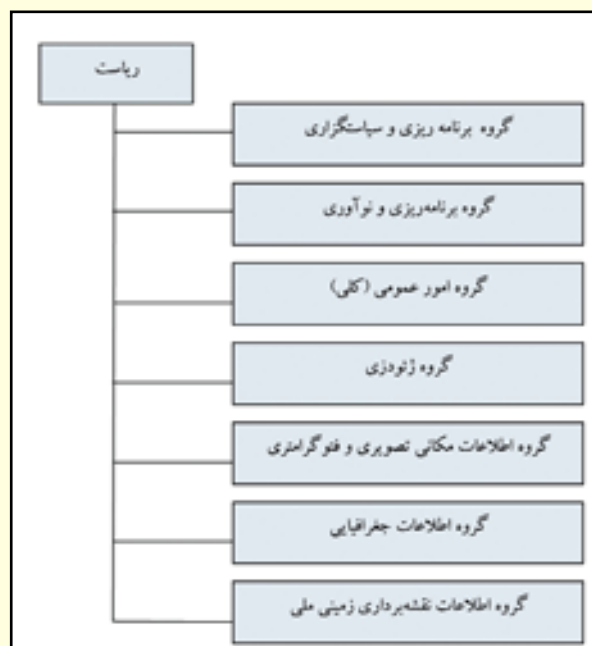 ریاست
گروه برنامه ریزی و سیاستگزاری
گروه برنامه‌ریزی و نوآوری
گروه امور عمومی (کلی)
گروه ژئودزی
گروه اطلاعات مکانی تصویری و فتوگرامتری
گروه اطلاعات جغرافیایی
گروه اطلاعات نقشه‌برداری زمینی ملی